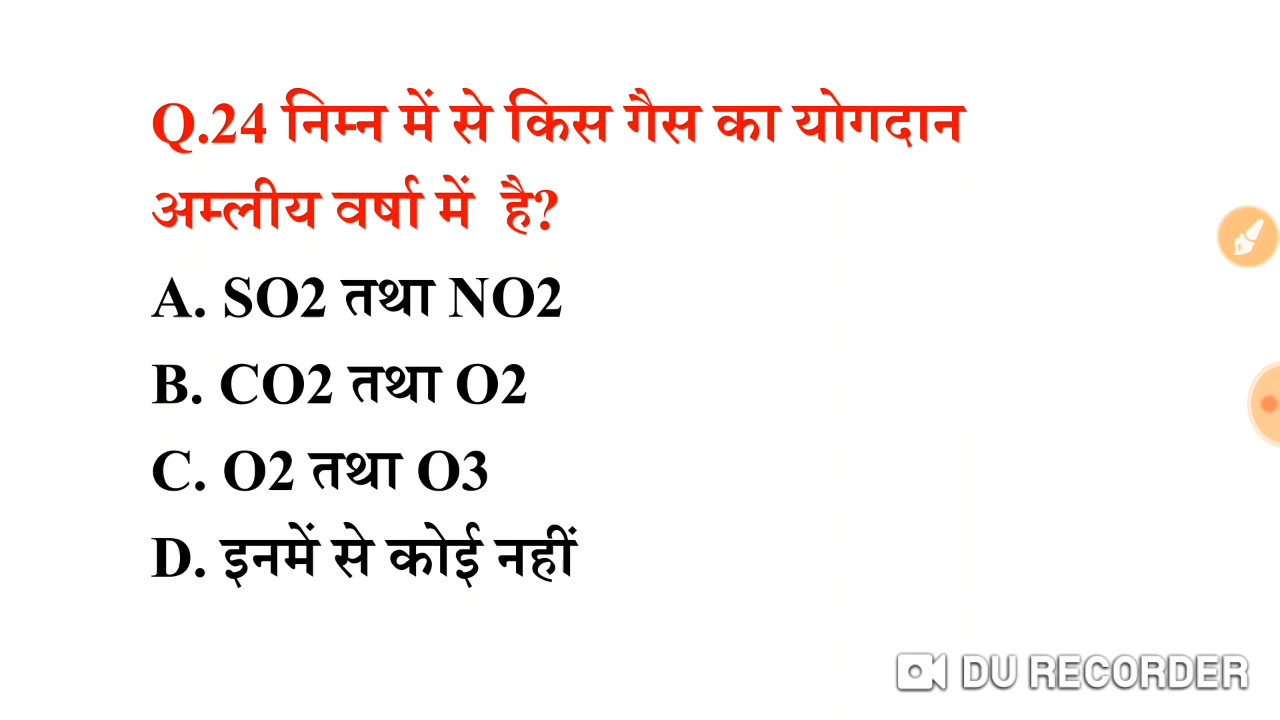 Q.24 निम्न में से किस गैस का योगदान
अम्लीय वर्षा में है?
A. SO2 तथा NO2
B. CO2 तथा O2
C. O2 तथा O3
D. इनमें से कोई नहीं
DU RECORDER